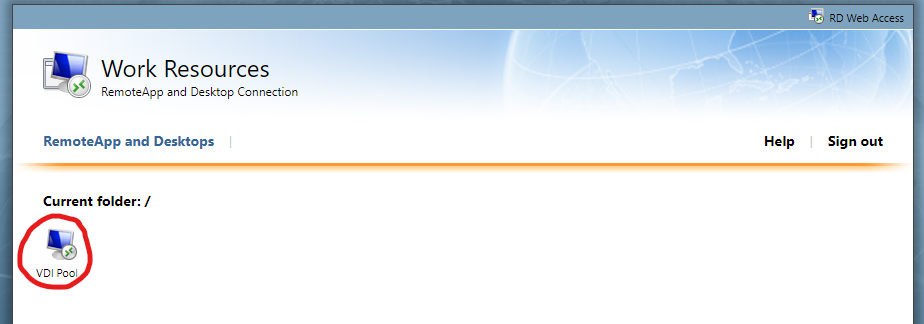 RD Web Access
Work Resources
RemoteApp and Desktop Connection
RemoteApp and Desktops | Help | Sign out
Current folder: /
VDI Pool